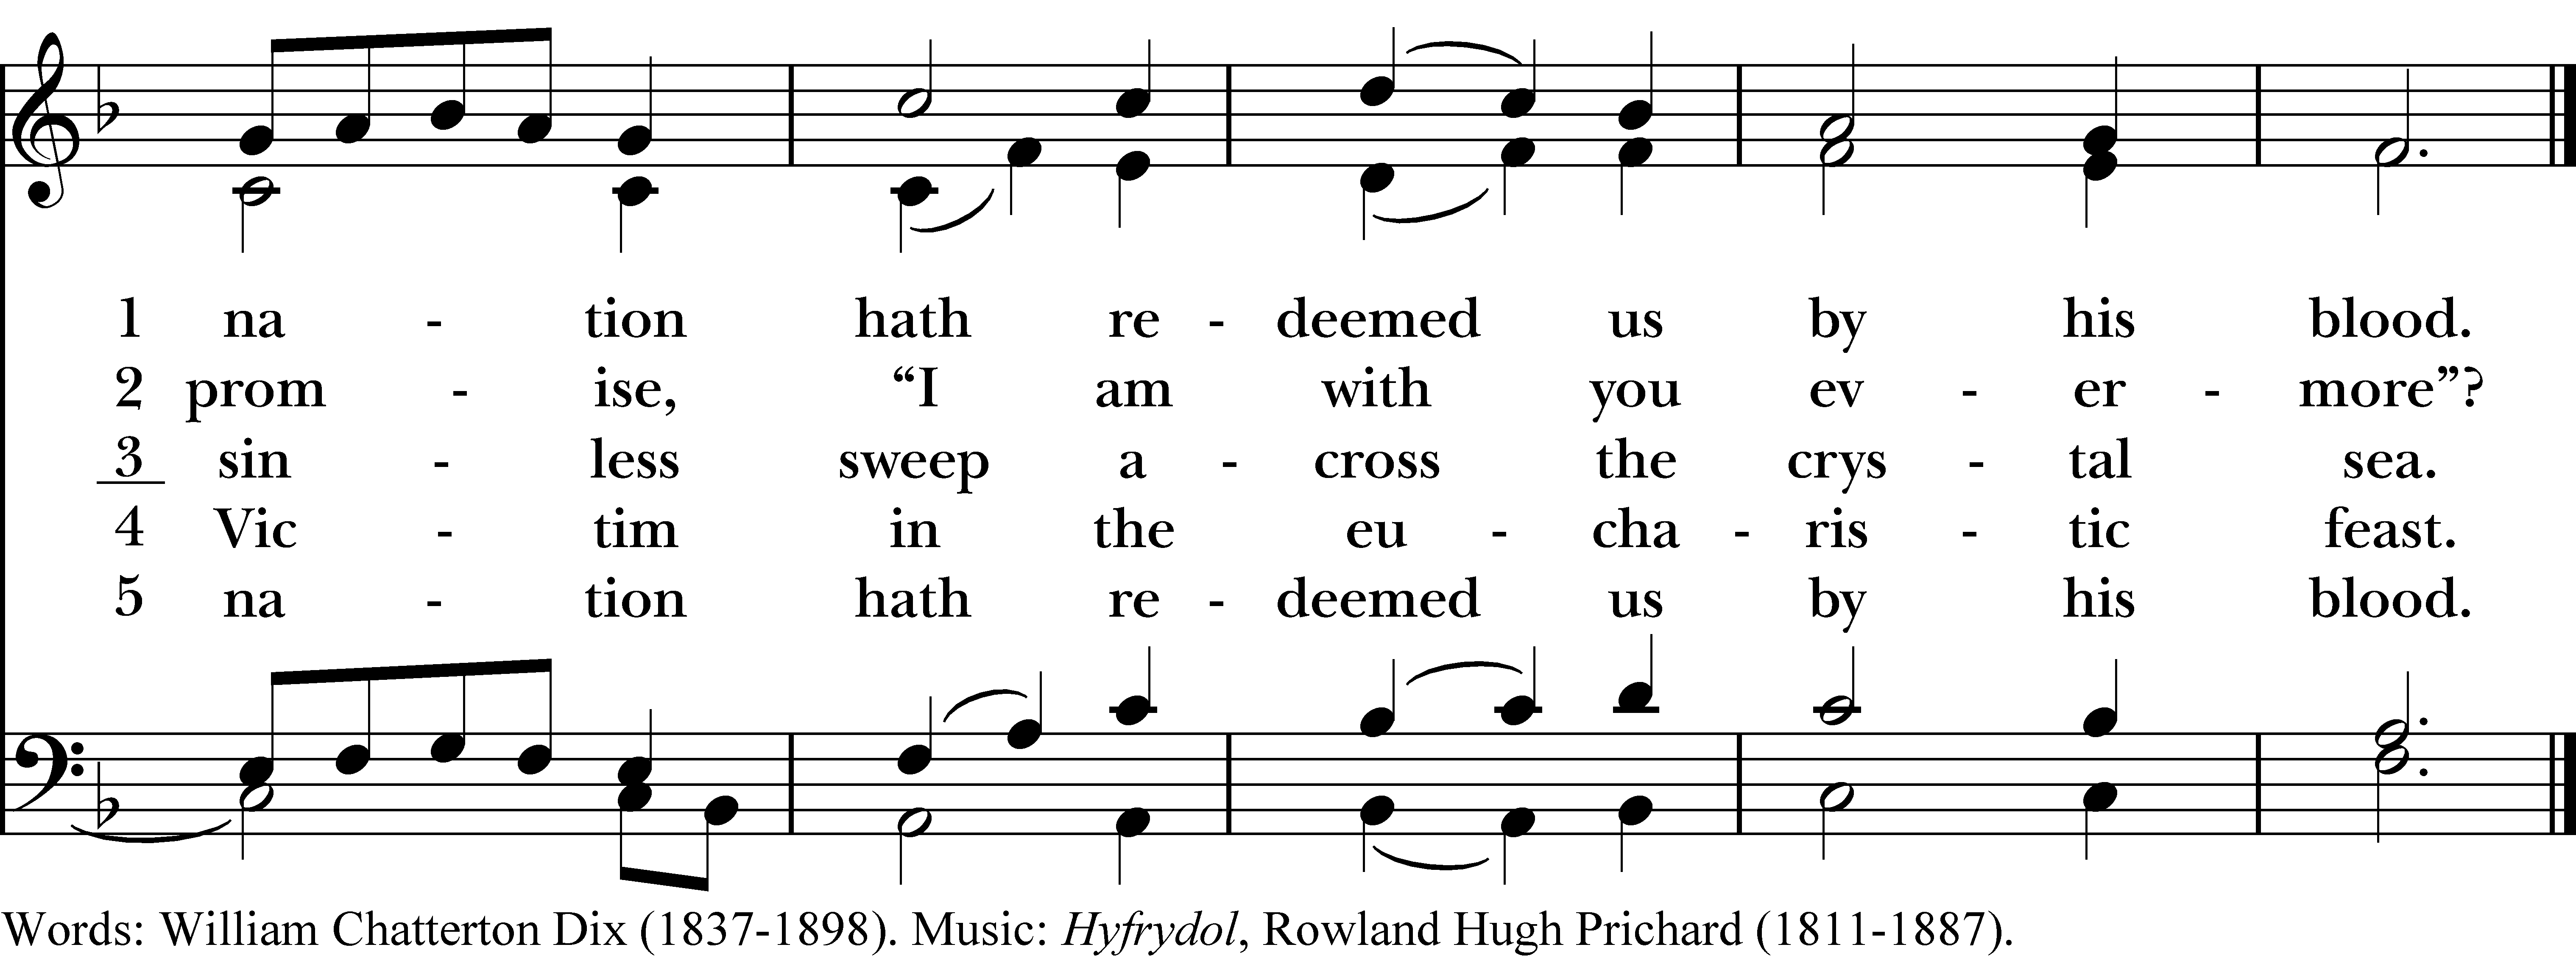 1 na - tion hath re - deemed us by his blood.
2 prom - ise, “I am with you ev - er - more”?
3 sin - less sweep a - cross the crys - tal sea.
4 Vic - tim in the eu - cha - ris - tic feast.
5 na - tion hath re - deemed us by his blood.
Words: William Chatterton Dix (1837-1898). Music: Hyfrydol, Rowland Hugh Prichard (1811-1887).